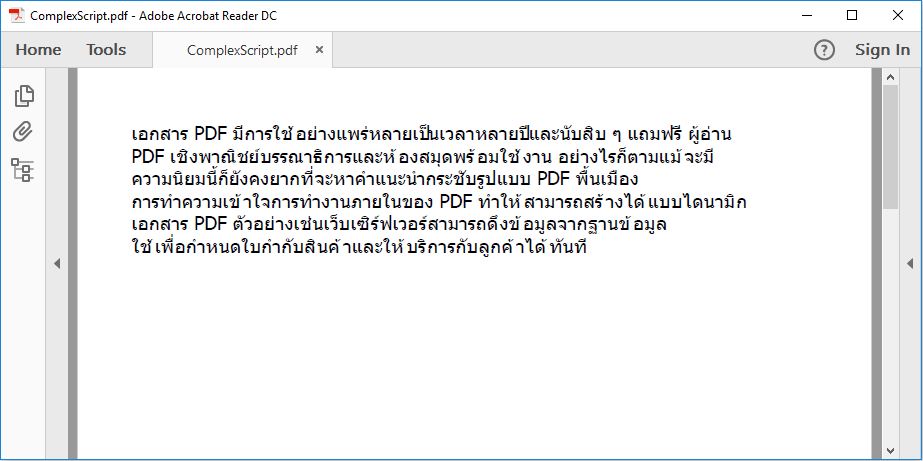 ComplexScript.pdf - Adobe Acrobat Reader DC
Home Tools ComplexScript.pdf × ? Sign In
เอกสาร PDF มีการใช้อย่างแพร่หลายเป็นเวลาหลายปีและนับสิบ ๆ แถมฟรี ผู้อ่าน
PDF เชิงพาณิชย์บรรณาธิการและห้องสมุดพร้อมใช้งาน อย่างไรก็ตามแม้จะมี
ความนิยมนี้ก็ยังคงยากที่จะหาคำแนะนำกระชับรูปแบบ PDF พื้นเมือง
การทำความเข้าใจการทำงานภายในของ PDF ทำให้สามารถสร้างได้แบบไดนามิก
เอกสาร PDF ตัวอย่างเช่นเว็บเซิร์ฟเวอร์สามารถดึงข้อมูลจากฐานข้อมูล
ใช้เพื่อกำหนดใบกำกับสินค้าและให้บริการกับลูกค้าได้ทันที